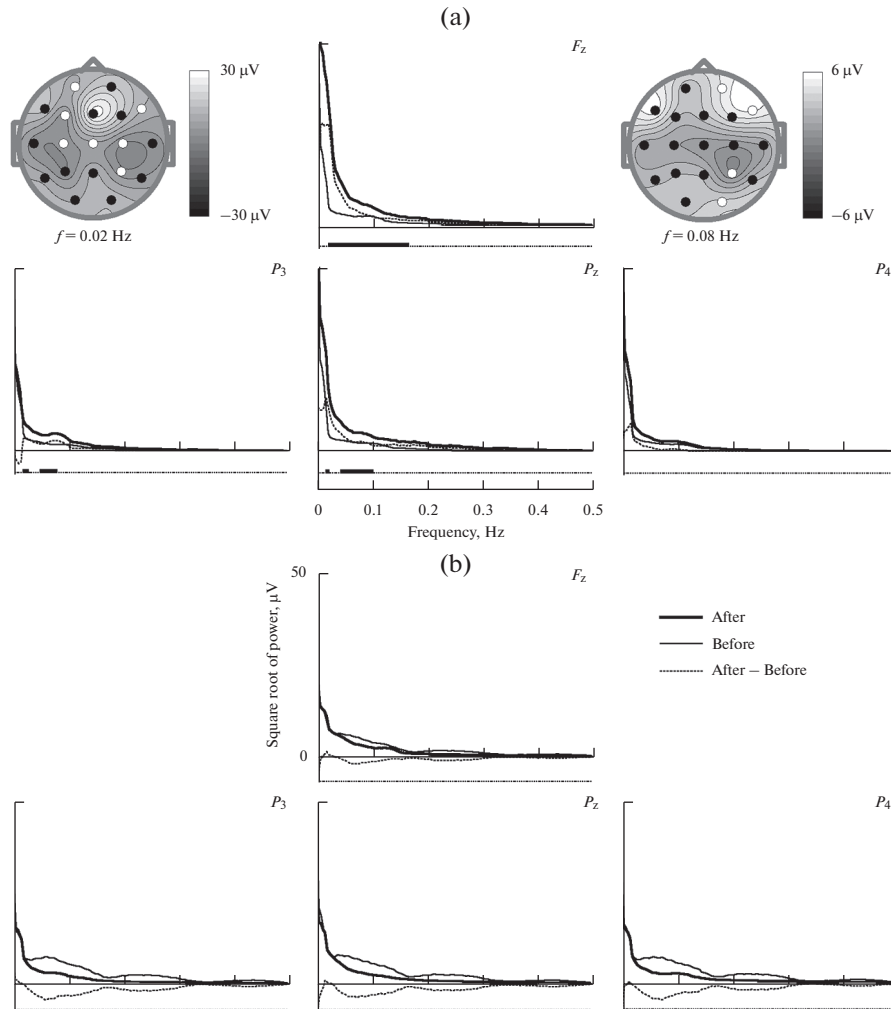 (a)
30 μV
−30 μV
f = 0.02 Hz
Fz
6 μV
−6 μV
f = 0.08 Hz
P3
Pz
P4
0 0.1 0.2 0.3 0.4 0.5
Frequency, Hz
(b)
50
0
Square root of power, μV
Fz
After
Before
After − Before
P3
Pz
P4